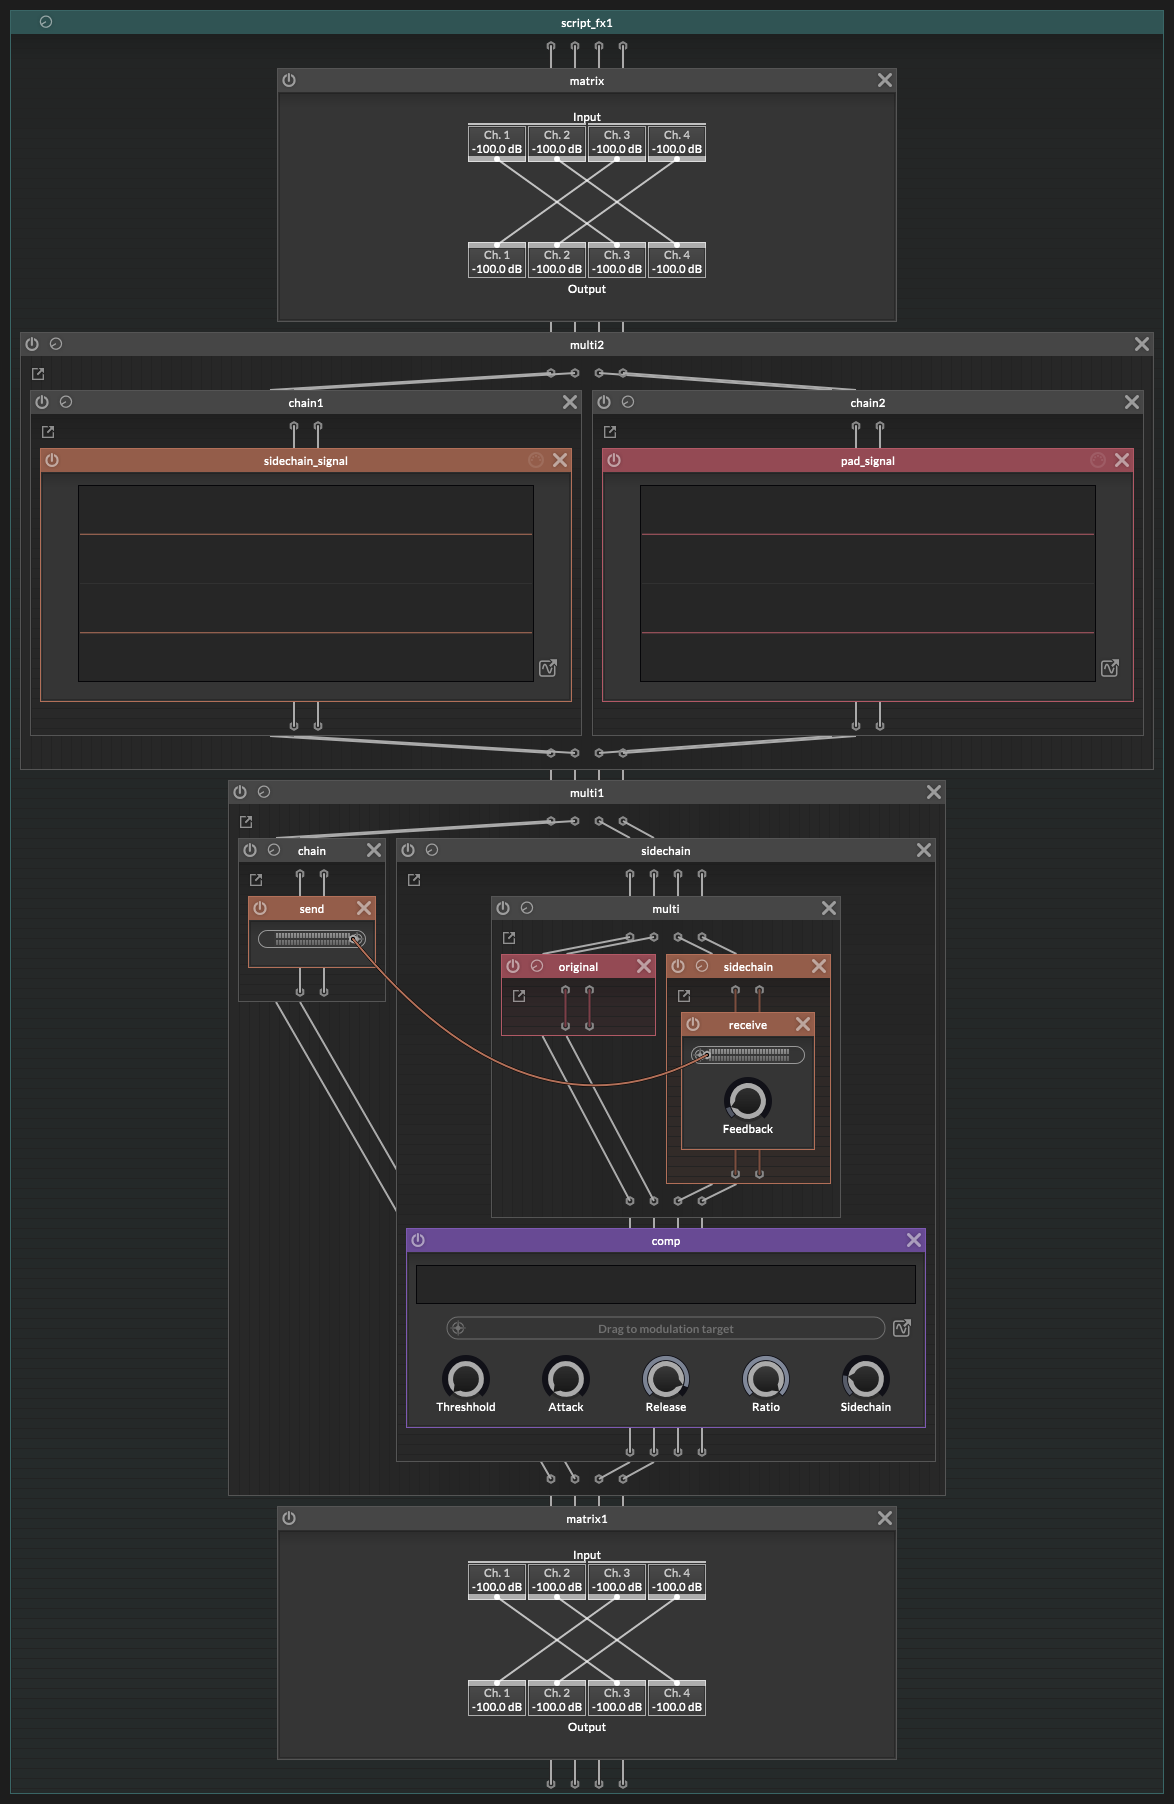 script_fx1
matrix
Input
Ch. 1 Ch. 2 Ch. 3 Ch. 4
-100.0 dB -100.0 dB -100.0 dB -100.0 dB
Ch. 1 Ch. 2 Ch. 3 Ch. 4
-100.0 dB -100.0 dB -100.0 dB -100.0 dB
Output
multi2
chain1 chain2
sidechain_signal pad_signal
multi1
chain sidechain
send multi
original sidechain
receive
Feedback
comp
Drag to modulation target
Threshhold Attack Release Ratio Sidechain
matrix1
Input
Ch. 1 Ch. 2 Ch. 3 Ch. 4
-100.0 dB -100.0 dB -100.0 dB -100.0 dB
Ch. 1 Ch. 2 Ch. 3 Ch. 4
-100.0 dB -100.0 dB -100.0 dB -100.0 dB
Output